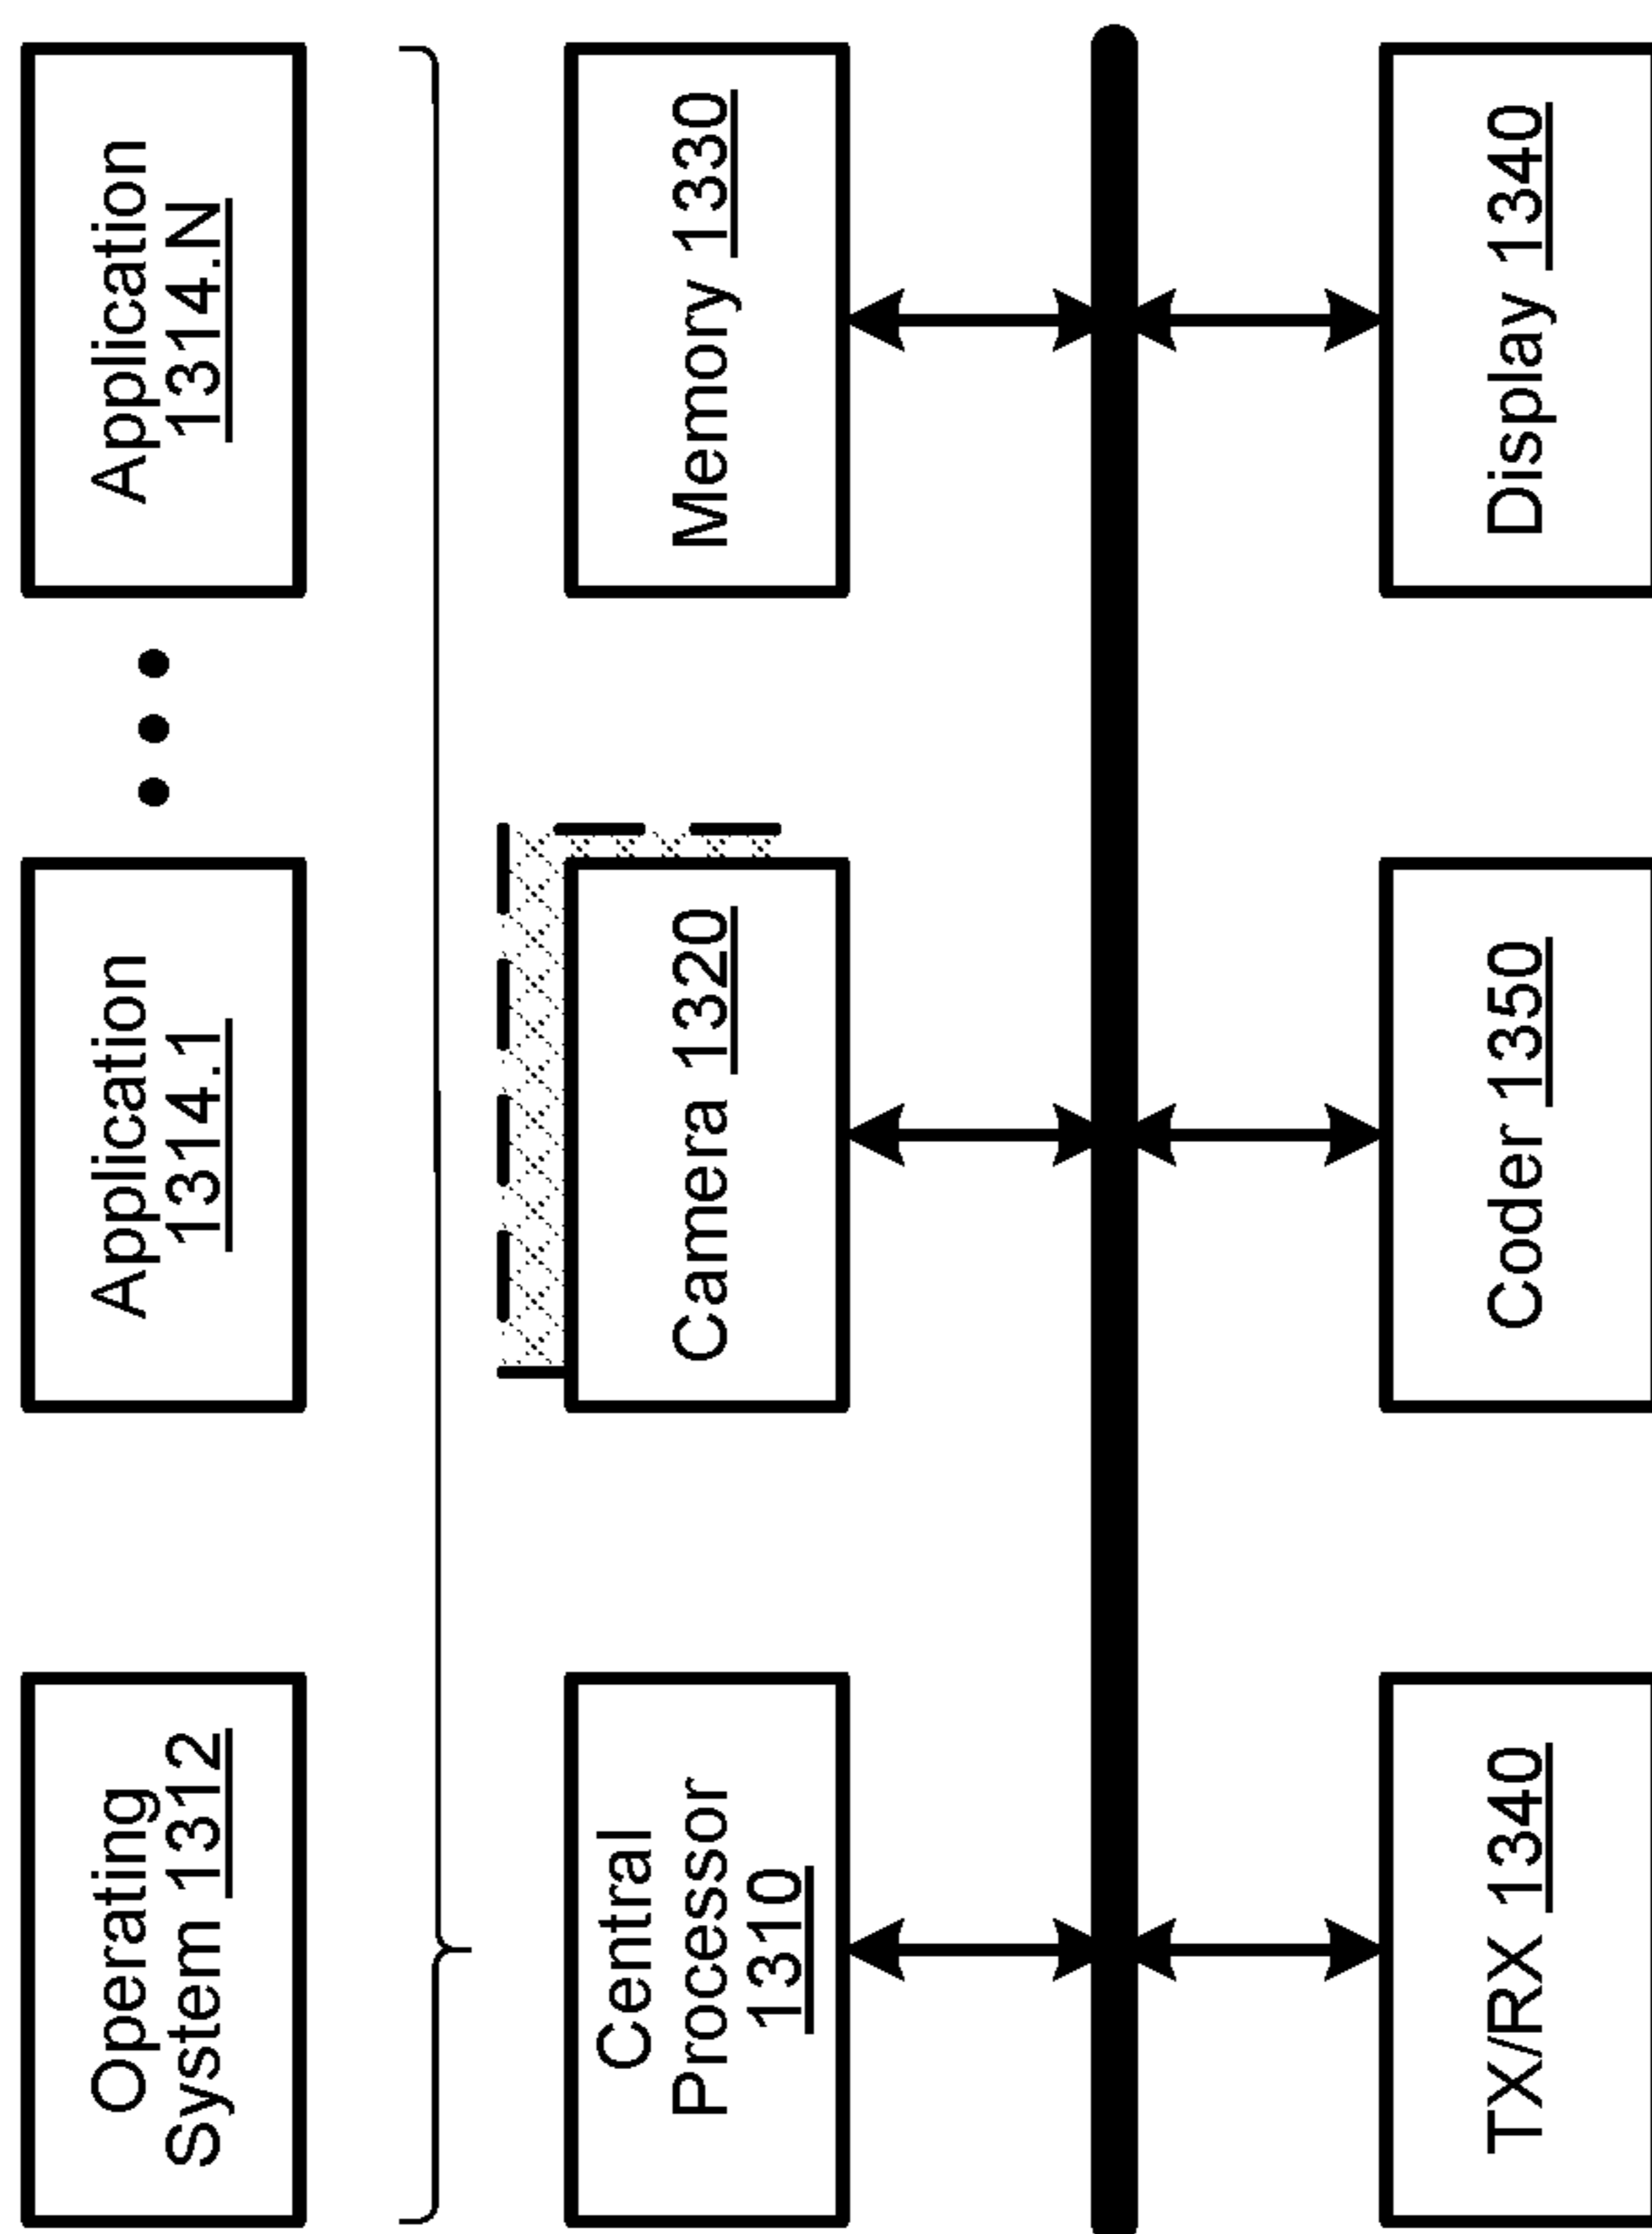 Operating
System 1312
Application
1314.1
Application
1314.N
Central
Processor
1310
Camera 1320
Memory 1330
TX/RX 1340
Coder 1350
Display 1340